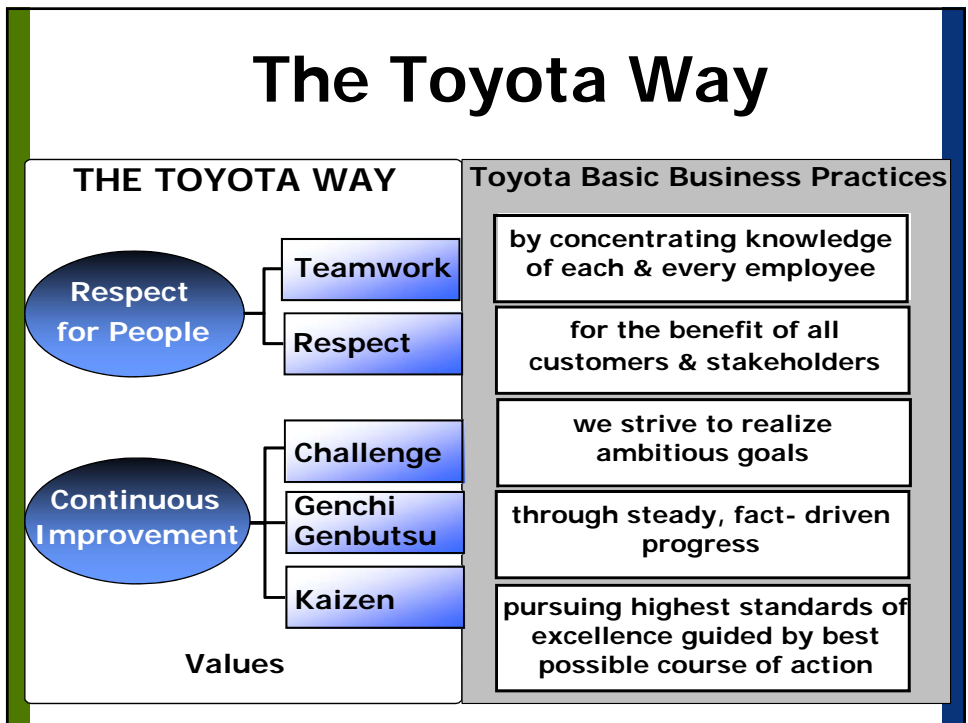 The Toyota Way
THE TOYOTA WAY
Respect
for People
Teamwork
Respect
Continuous
Improvement
Challenge
Genchi
Genbutsu
Kaizen
Values
Toyota Basic Business Practices
by concentrating knowledge
of each & every employee
for the benefit of all
customers & stakeholders
we strive to realize
ambitious goals
through steady, fact- driven
progress
pursuing highest standards of
excellence guided by best
possible course of action